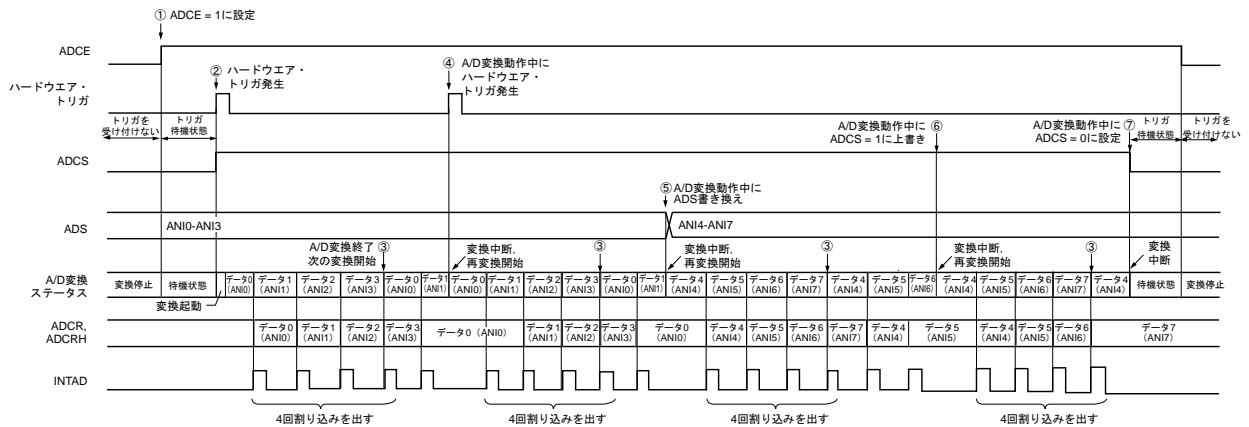 ① ADCE = 1に設定
ADCE
② ハードウエア・
トリガ発生
④ A/D変換動作中に
ハードウエア・
トリガ発生
ハードウエア・
トリガ
トリガを
受け付けない
トリガ
待機状態
A/D変換動作中に ⑥
ADCS = 1に上書き
A/D変換動作中に ⑦
ADCS = 0に設定
トリガ
待機状態
トリガを
受け付けない
ADCS
⑤ A/D変換動作中に
ADS書き換え
ADS
ANI0-ANI3
ANI4-ANI7
A/D変換終了 ③
次の変換開始
変換中断,
再変換開始
③
変換中断,
再変換開始
③
変換中断,
再変換開始
③
変換
中断
A/D変換
ステータス
変換停止
待機状態
変換起動
データ0 データ1 データ2 データ3 データ0 データ1 データ0 データ1 データ2 データ3 データ0 データ1 データ4 データ5 データ6 データ7 データ4 データ5 データ6 データ4 データ5 データ6 データ7 データ4
(ANI0) (ANI1) (ANI2) (ANI3) (ANI0) (ANI1) (ANI0) (ANI1) (ANI2) (ANI3) (ANI0) (ANI1) (ANI4) (ANI5) (ANI6) (ANI7) (ANI4) (ANI5) (ANI6) (ANI4) (ANI5) (ANI6) (ANI7) (ANI4)
待機状態
変換停止
ADCR,
ADCRH
データ0 データ1 データ2 データ3 データ0 (ANI0) データ1 データ2 データ3 データ0 データ4 データ5 データ6 データ7 データ4 データ5 データ4 データ5 データ6 データ7
(ANI0) (ANI1) (ANI2) (ANI3) (ANI1) (ANI2) (ANI3) (ANI0) (ANI4) (ANI5) (ANI6) (ANI7) (ANI4) (ANI5) (ANI4) (ANI5) (ANI6) (ANI7)
INTAD
4回割り込みを出す
4回割り込みを出す
4回割り込みを出す
4回割り込みを出す